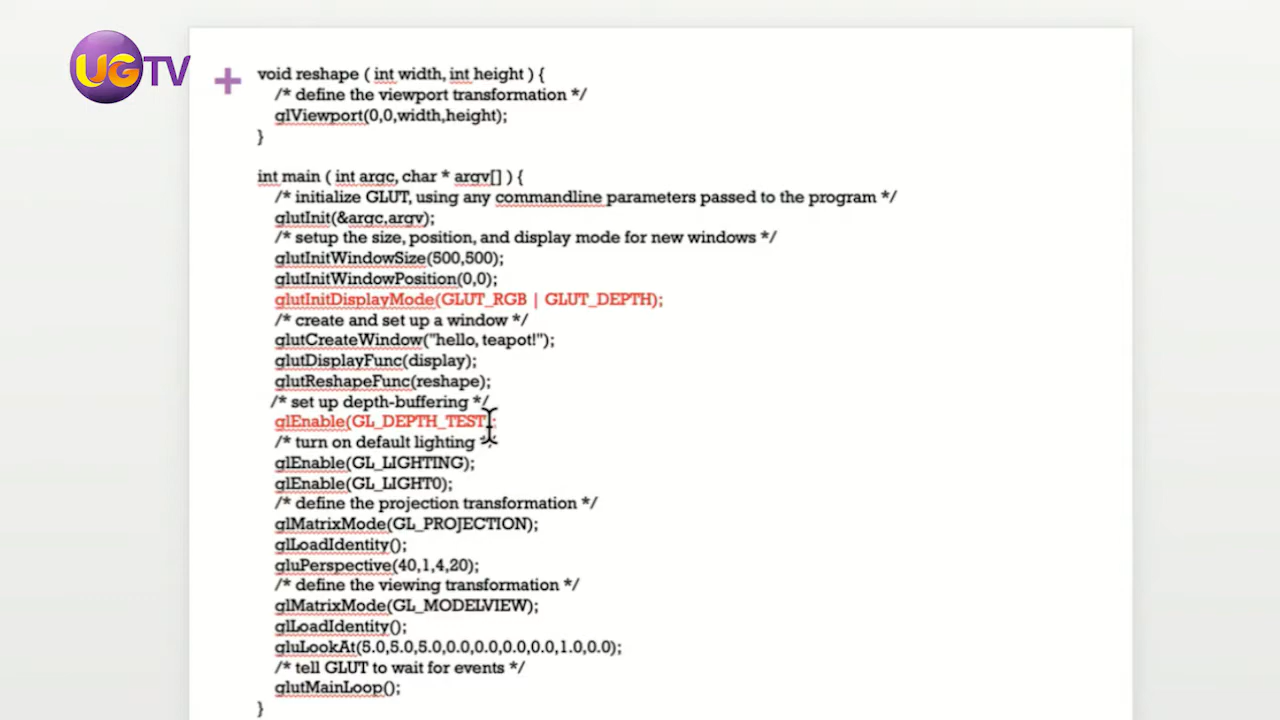 UGTV
void reshape ( int width, int height ) {
/* define the viewport transformation */
glViewport(0,0,width,height);
}
int main ( int argc, char * argv[] ) {
/* initialize GLUT, using any commandline parameters passed to the program */
glutInit(&argc,argv);
/* setup the size, position, and display mode for new windows */
glutInitWindowSize(500,500);
glutInitWindowPosition(0,0);
glutInitDisplayMode(GLUT_RGB | GLUT_DEPTH);
/* create and set up a window */
glutCreateWindow("hello, teapot!");
glutDisplayFunc(display);
glutReshapeFunc(reshape);
/* set up depth-buffering */
glEnable(GL_DEPTH_TEST);
/* turn on default lighting */
glEnable(GL_LIGHTING);
glEnable(GL_LIGHT0);
/* define the projection transformation */
glMatrixMode(GL_PROJECTION);
glLoadIdentity();
gluPerspective(40,1,4,20);
/* define the viewing transformation */
glMatrixMode(GL_MODELVIEW);
glLoadIdentity();
gluLookAt(5.0,5.0,5.0,0.0,0.0,0.0,0.0,1.0,0.0);
/* tell GLUT to wait for events */
glutMainLoop();
}